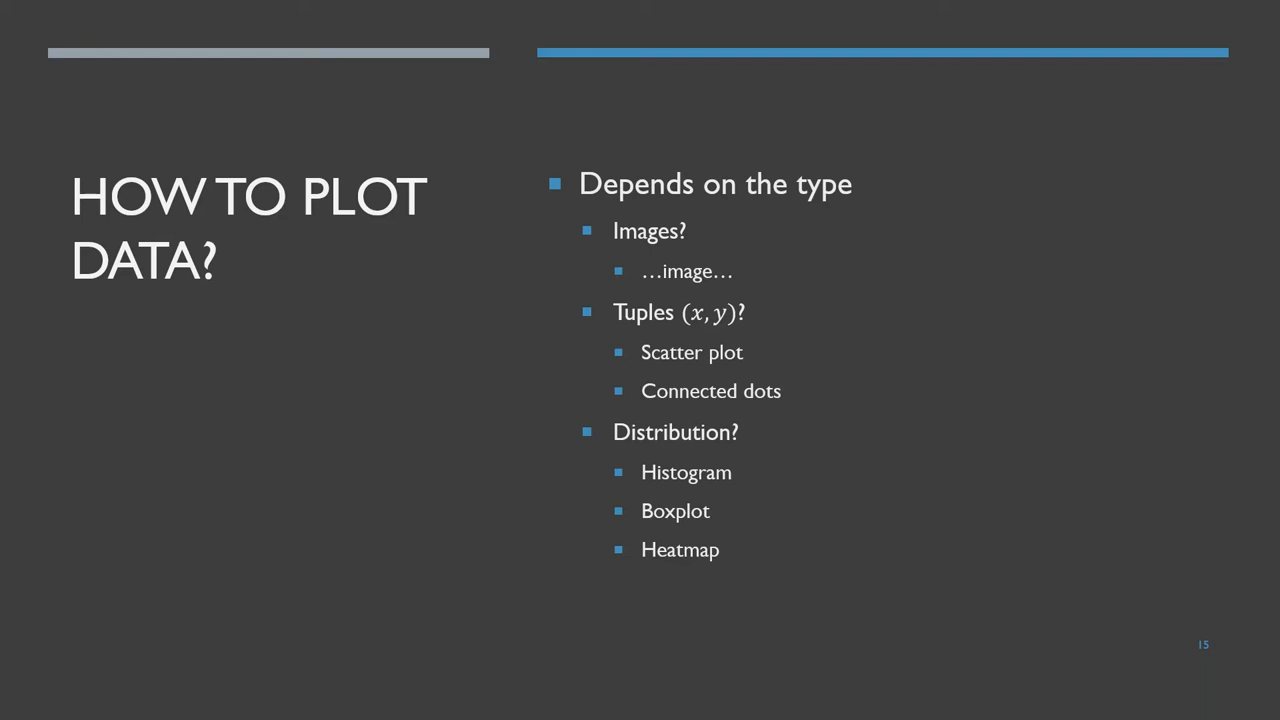 HOW TO PLOT
DATA?
Depends on the type
Images?
…image…
Tuples (𝑥, 𝑦)?
Scatter plot
Connected dots
Distribution?
Histogram
Boxplot
Heatmap
15